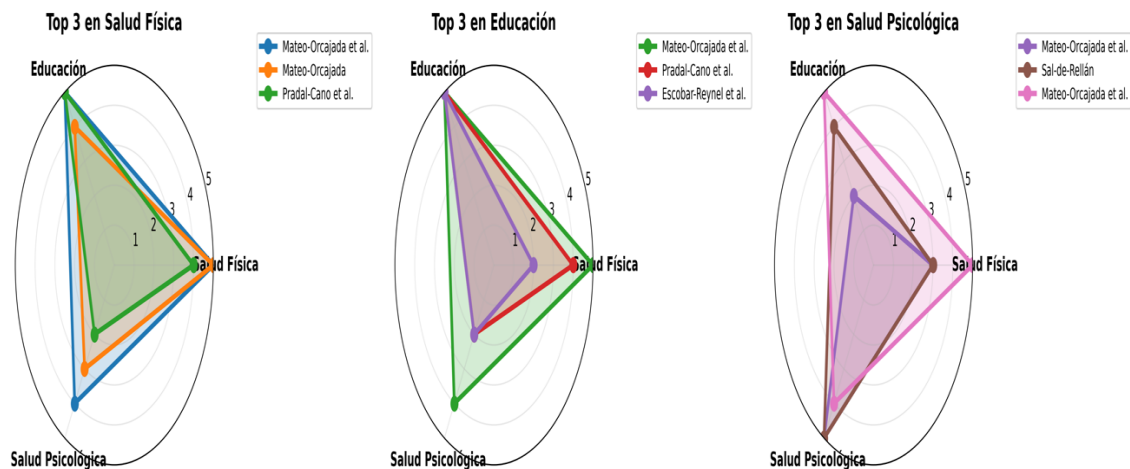 Top 3 en Salud Física
Mateo-Orcajada et al.
Mateo-Orcajada
Pradal-Cano et al.
Educación
5
4
3
2
1
Salud Física
Salud Psicológica
Top 3 en Educación
Mateo-Orcajada et al.
Pradal-Cano et al.
Escobar-Reynel et al.
Educación
5
4
3
2
1
Salud Física
Salud Psicológica
Top 3 en Salud Psicológica
Mateo-Orcajada et al.
Sal-de-Rellán
Mateo-Orcajada et al.
Educación
5
4
3
2
1
Salud Física
Salud Psicológica